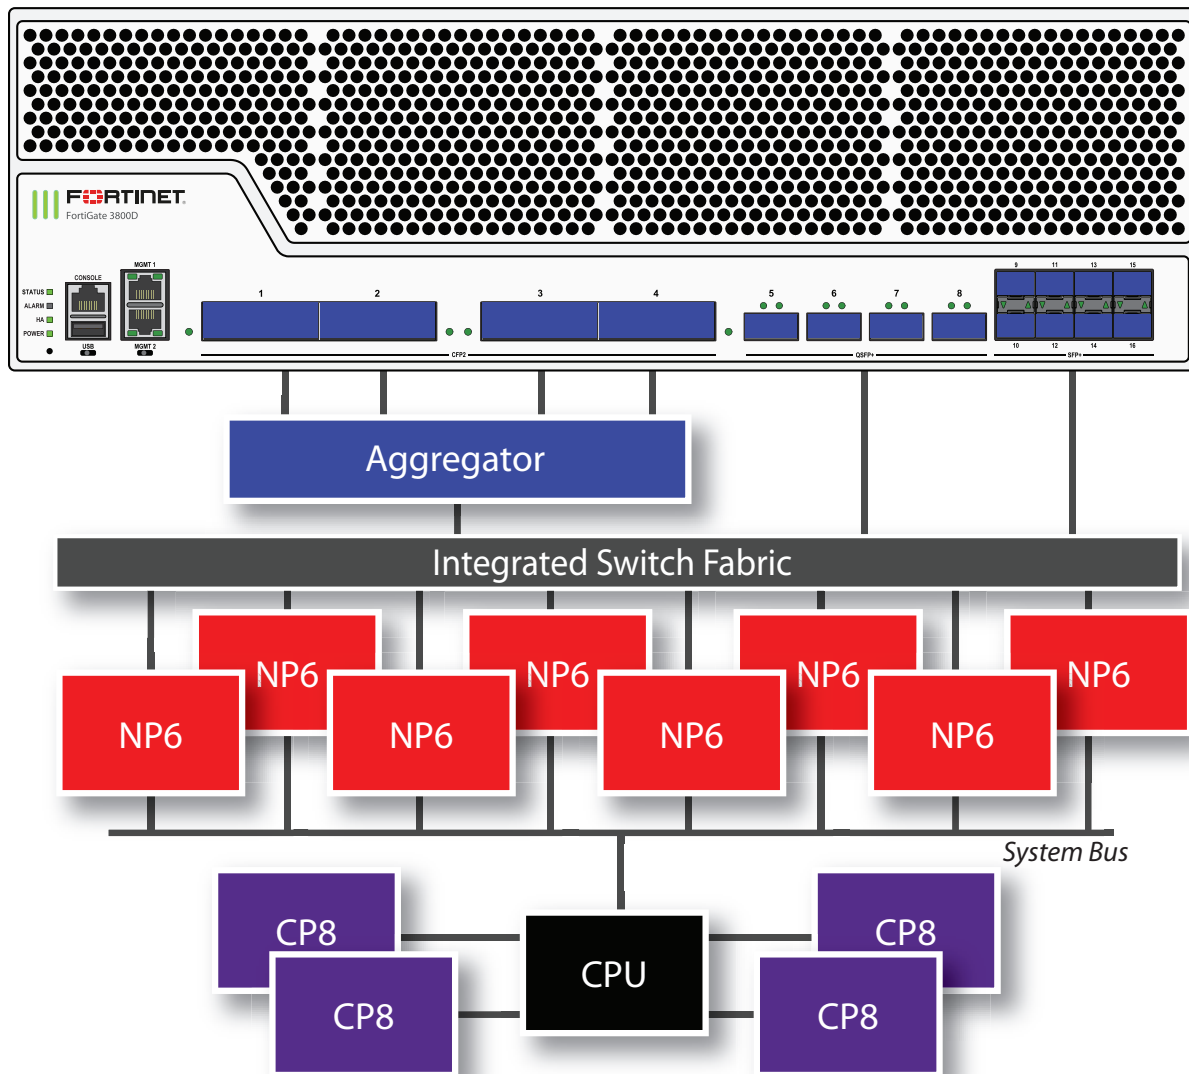 FORTINET
FortiGate 3800D
MGMT 1
CONSOLE
STATUS
ALARM
HA
POWER
USB
MGMT 2
1 2 3 4 5 6 7 8
9 11 13 15
10 12 14 16
CFP2 QSFP+ SFP+
Aggregator
Integrated Switch Fabric
NP6 NP6 NP6 NP6
NP6 NP6 NP6 NP6
System Bus
CP8 CP8
CPU
CP8 CP8